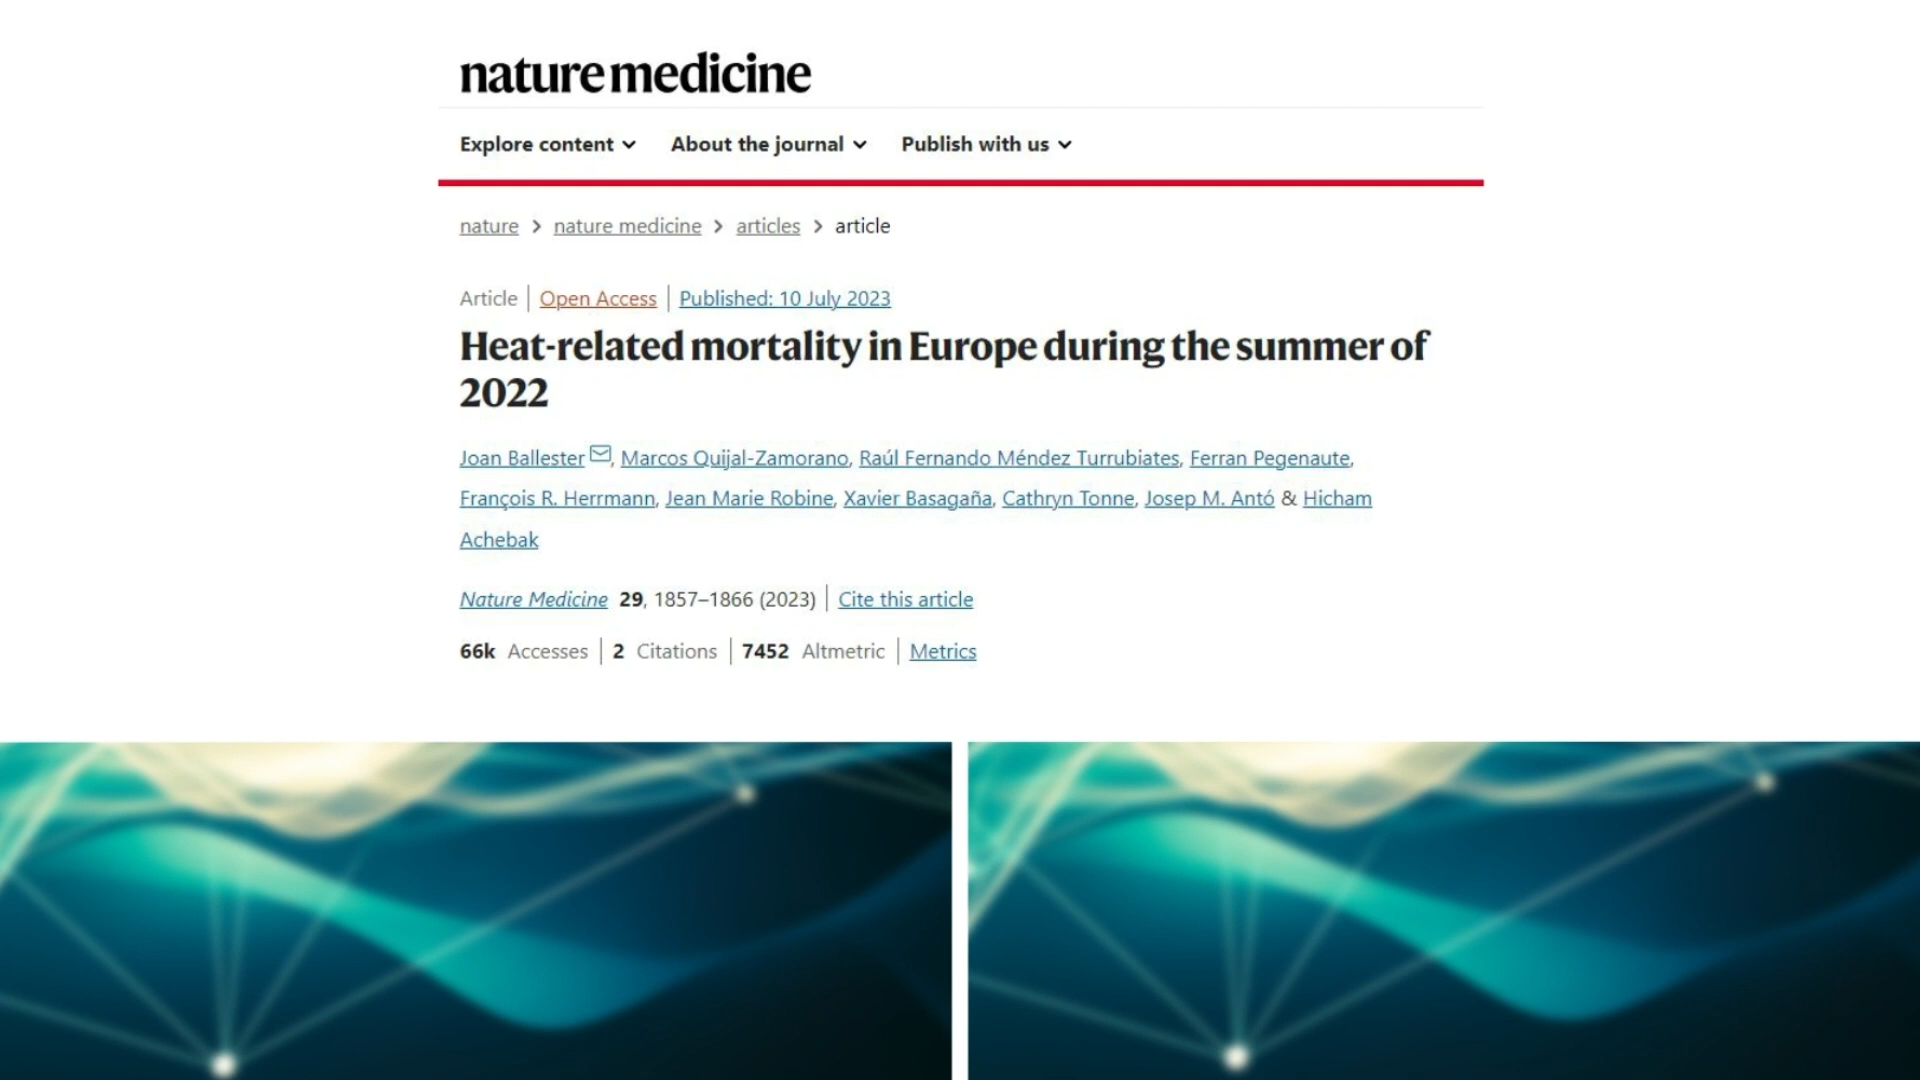 nature medicine
Explore content About the journal Publish with us
nature > nature medicine > articles > article
Article | Open Access | Published: 10 July 2023
Heat-related mortality in Europe during the summer of
2022
Joan Ballester, Marcos Quijal-Zamorano, Raúl Fernando Méndez Turrubiates, Ferran Pegenaute,
François R. Herrmann, Jean Marie Robine, Xavier Basagaña, Cathryn Tonne, Josep M. Antó & Hicham
Achebak
Nature Medicine 29, 1857–1866 (2023) | Cite this article
66k Accesses | 2 Citations | 7452 Altmetric | Metrics